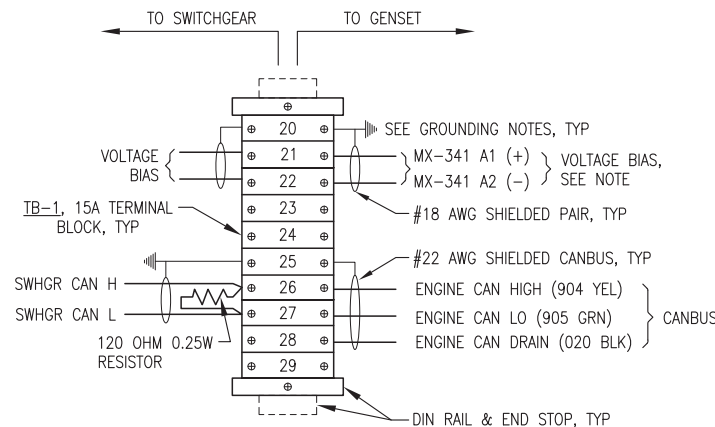 TO SWITCHGEAR
TO GENSET
20
SEE GROUNDING NOTES, TYP
VOLTAGE
BIAS
21
MX-341 A1 (+)
VOLTAGE BIAS,
SEE NOTE
22
MX-341 A2 (-)
TB-1, 15A TERMINAL
BLOCK, TYP
23
#18 AWG SHIELDED PAIR, TYP
24
25
#22 AWG SHIELDED CANBUS, TYP
SWHGR CAN H
26
ENGINE CAN HIGH (904 YEL)
SWHGR CAN L
27
ENGINE CAN LO (905 GRN)
CANBUS
120 OHM 0.25W
RESISTOR
28
ENGINE CAN DRAIN (020 BLK)
29
DIN RAIL & END STOP, TYP